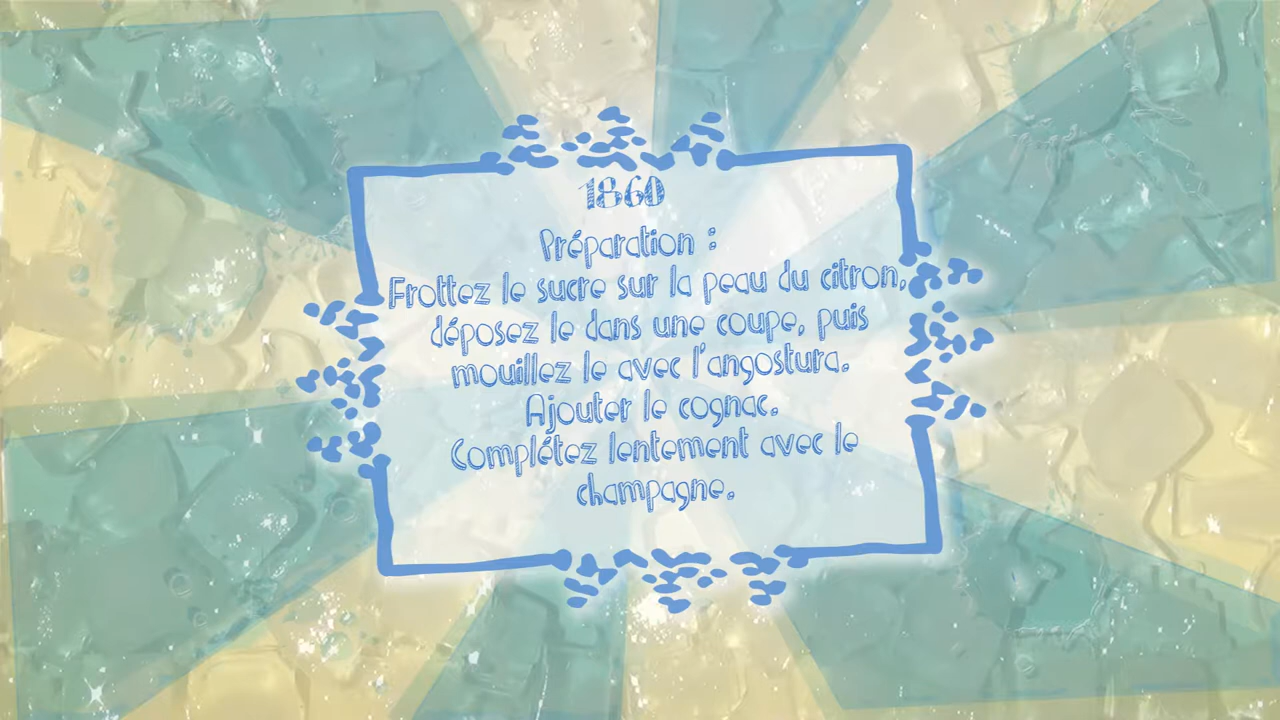 1860
Préparation :
Frottez le sucre sur la peau du citron,
déposez le dans une coupe, puis
mouillez le avec l'angostura.
Ajouter le cognac.
Complétez lentement avec le
champagne.